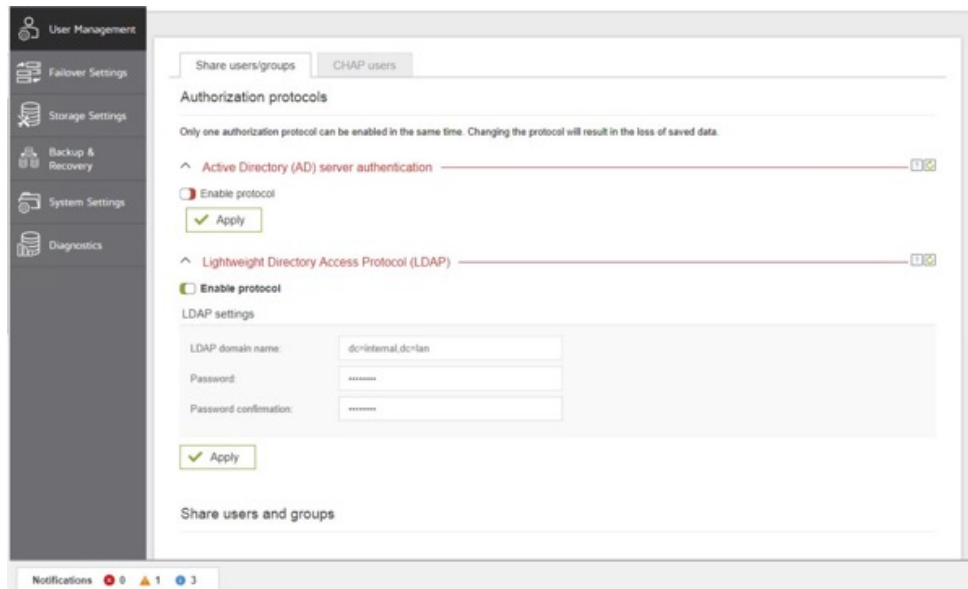 User Management
Failover Settings
Storage Settings
Backup &
Recovery
System Settings
Diagnostics
Share users/groups
CHAP users
Authorization protocols
Only one authorization protocol can be enabled in the same time. Changing the protocol will result in the loss of saved data.
Active Directory (AD) server authentication
Enable protocol
Apply
Lightweight Directory Access Protocol (LDAP)
Enable protocol
LDAP settings
LDAP domain name: dc=internal,dc=lan
Password: ••••••••
Password confirmation: ••••••••
Apply
Share users and groups
Notifications 0 1 3